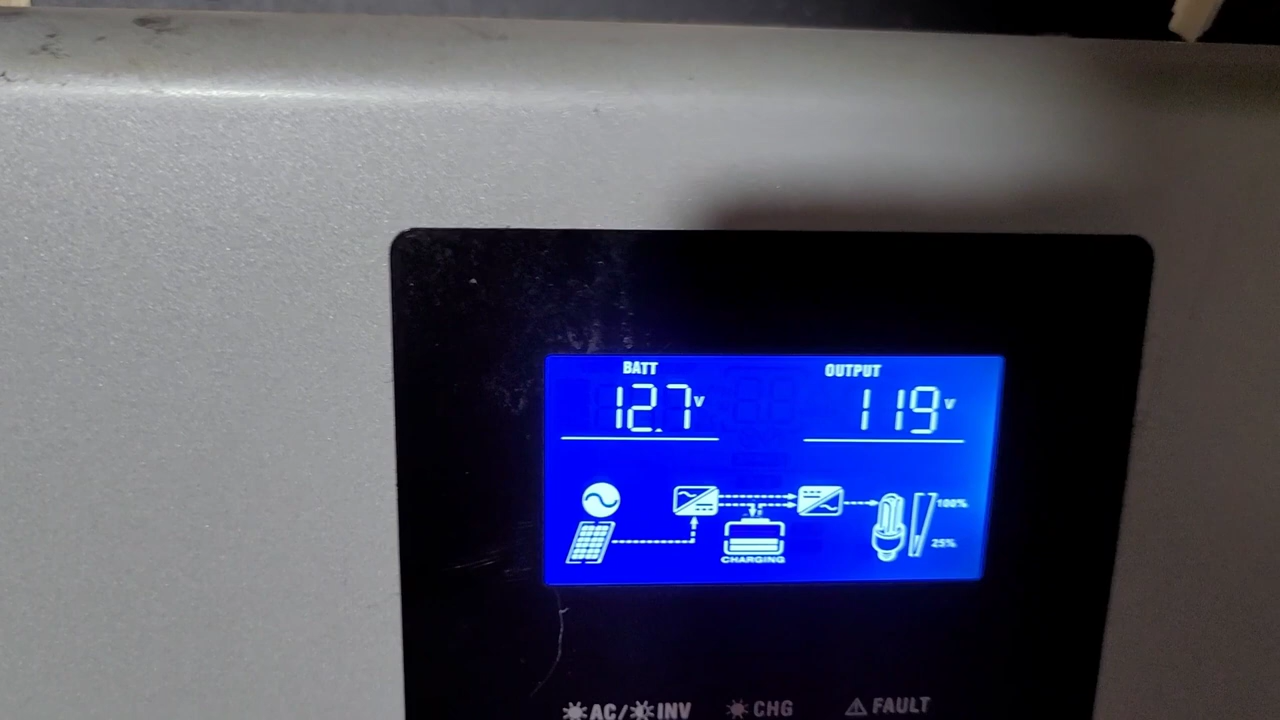 BATT OUTPUT
12.7V 119V
100%
25%
CHARGING
AC/ INV CHG FAULT